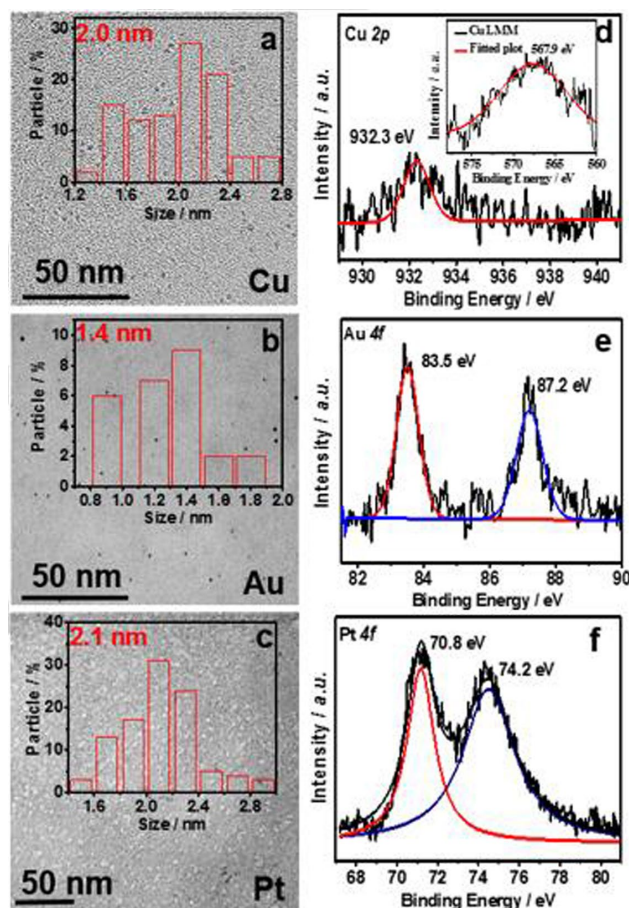 2.0 nm
a
Particle / %
30
20
10
0
1.2 1.6 2.0 2.4 2.8
Size / nm
50 nm
Cu
Cu 2p
d
932.3 eV
Intensity / a.u.
930 932 934 936 938 940
Binding Energy / eV
Cu LMM
Fitted plot 567.9 eV
Intensity / a.u.
575 570 565 560
Binding Energy / eV
1.4 nm
b
Particle / %
10
8
6
4
2
0
0.8 1.0 1.2 1.4 1.6 1.8 2.0
Size / nm
50 nm
Au
Au 4f
e
83.5 eV
87.2 eV
Intensity / a.u.
82 84 86 88 90
Binding Energy / eV
2.1 nm
c
Particle / %
40
30
20
10
0
1.6 2.0 2.4 2.8
Size / nm
50 nm
Pt
Pt 4f
f
70.8 eV
74.2 eV
Intensity / a.u.
68 70 72 74 76 78 80
Binding Energy / eV